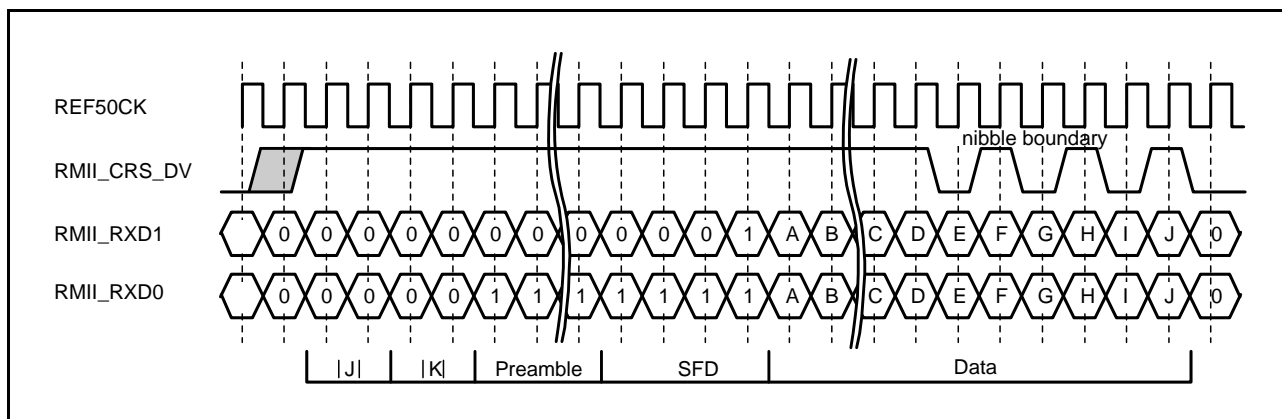 REF50CK
nibble boundary
RMII_CRS_DV
RMII_RXD1 0 0 0 0 0 0 0 0 0 0 0 1 A B C D E F G H I J 0
RMII_RXD0 0 0 0 0 0 1 1 1 1 1 1 1 A B C D E F G H I J 0
|J| |K| Preamble SFD Data